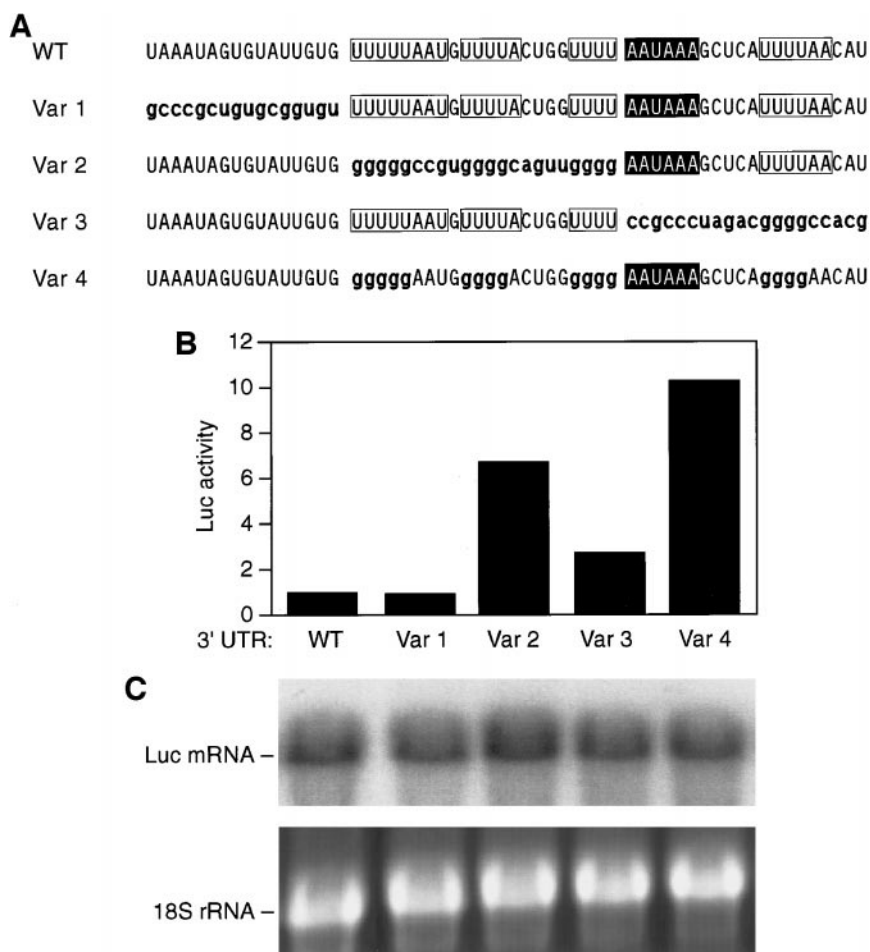 A
WT UAAAUAGUGUAUUGUG UUUUUAAUGUUUUACUGGUUUU AAUAAAGCUCAUUUUAACAU
Var 1 gcccgcugugcggugu UUUUUAAUGUUUUACUGGUUUU AAUAAAGCUCAUUUUAACAU
Var 2 UAAAUAGUGUAUUGUG gggggccguggggcaguugggg AAUAAAGCUCAUUUUAACAU
Var 3 UAAAUAGUGUAUUGUG UUUUUAAUGUUUUACUGGUUUU ccgcccuagacggggccacg
Var 4 UAAAUAGUGUAUUGUG gggggAAUGggggACUGGgggg AAUAAAGCUCAggggAACAU
B
12
10
8
6
4
2
0
Luc activity
3' UTR: WT Var 1 Var 2 Var 3 Var 4
C
Luc mRNA –
18S rRNA –